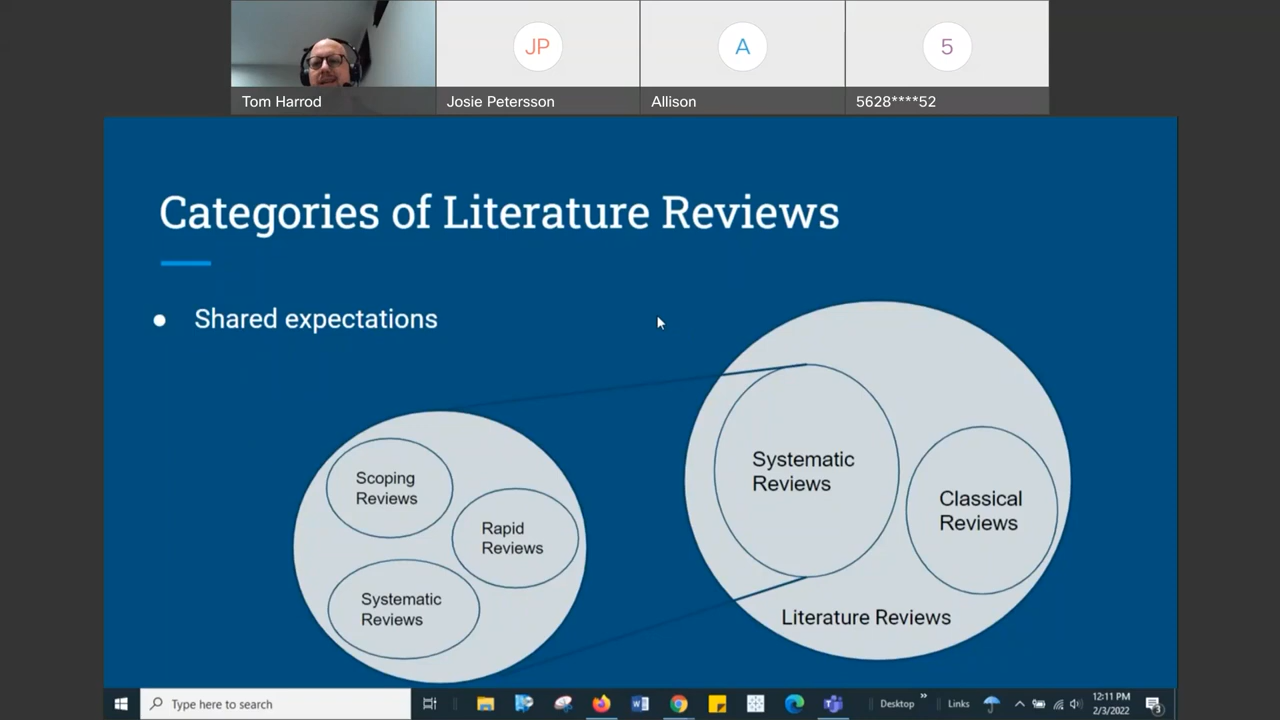 JP
A
5
Tom Harrod
Josie Petersson
Allison
5628****52
Categories of Literature Reviews
● Shared expectations
Scoping
Reviews
Rapid
Reviews
Systematic
Reviews
Systematic
Reviews
Classical
Reviews
Literature Reviews
Type here to search
Desktop
»
Links
12:11 PM
2/3/2022
3